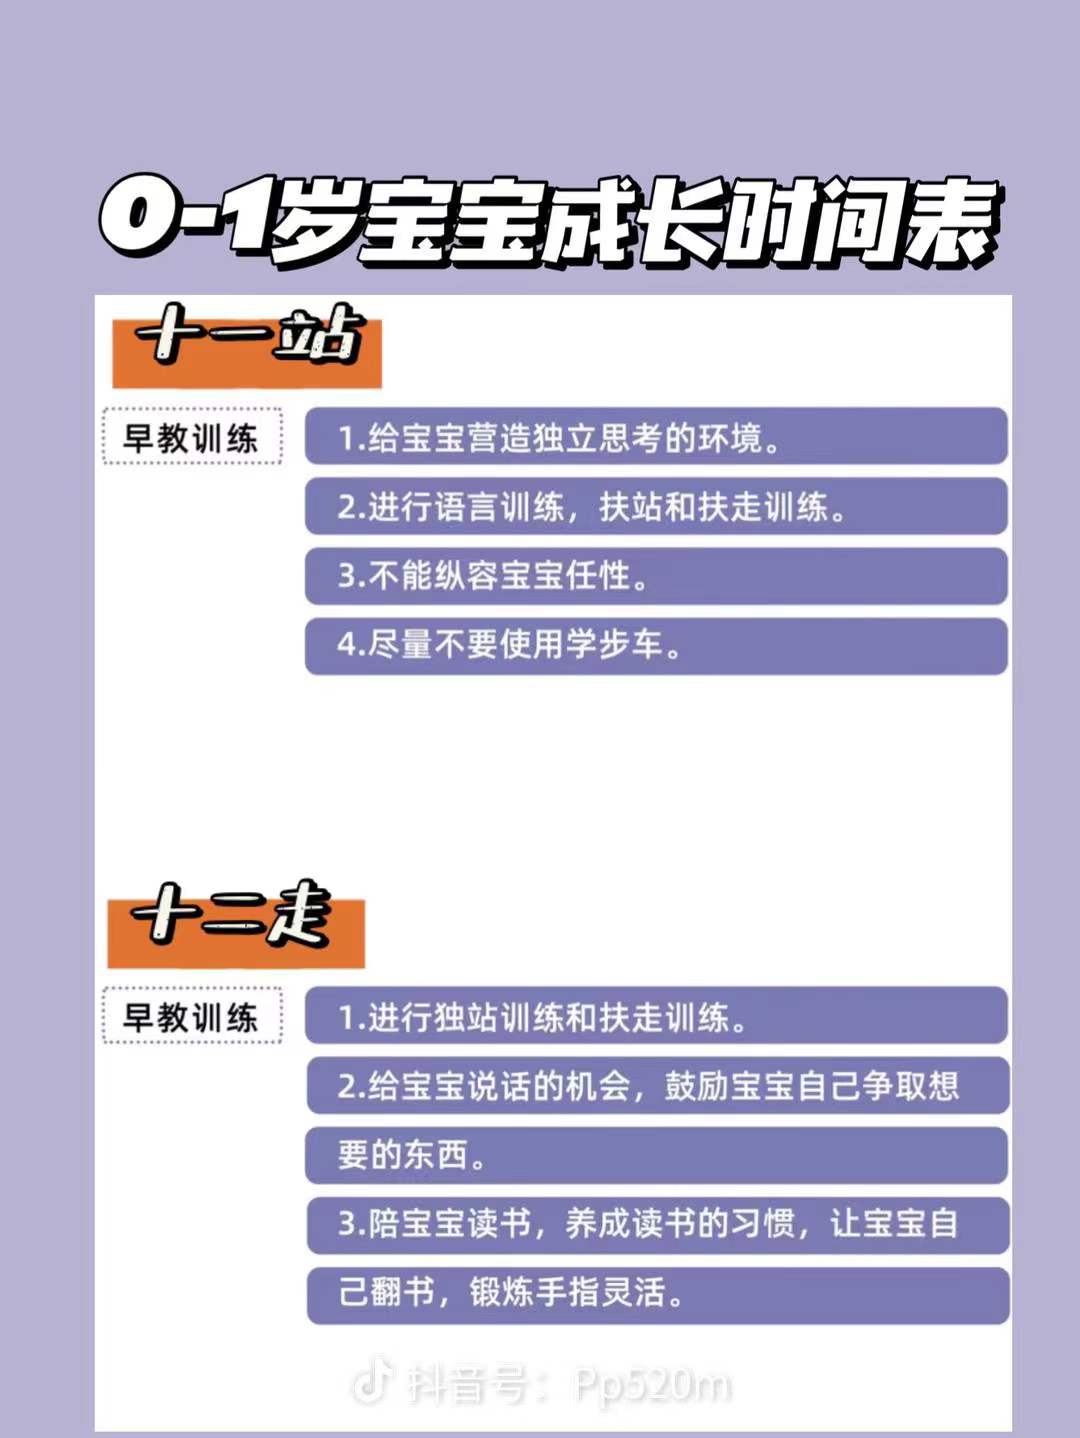 0-1岁宝宝成长时间表
十一站
早教训练
1.给宝宝营造独立思考的环境。
2.进行语言训练，扶站和扶走训练。
3.不能纵容宝宝任性。
4.尽量不要使用学步车。
十二走
早教训练
1.进行独站训练和扶走训练。
2.给宝宝说话的机会，鼓励宝宝自己争取想
要的东西。
3.陪宝宝读书，养成读书的习惯，让宝宝自
己翻书，锻炼手指灵活。
抖音号：Pp520m